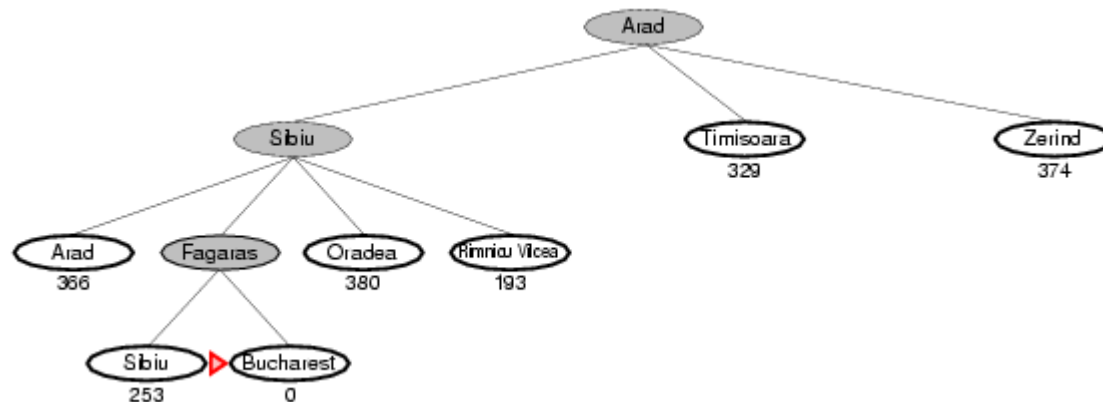 Arad
Sibiu
Timisoara
Zerind
329
374
Arad
Fagaras
Oradea
Rimnicu Vilcea
366
380
193
Sibiu
Bucharest
253
0